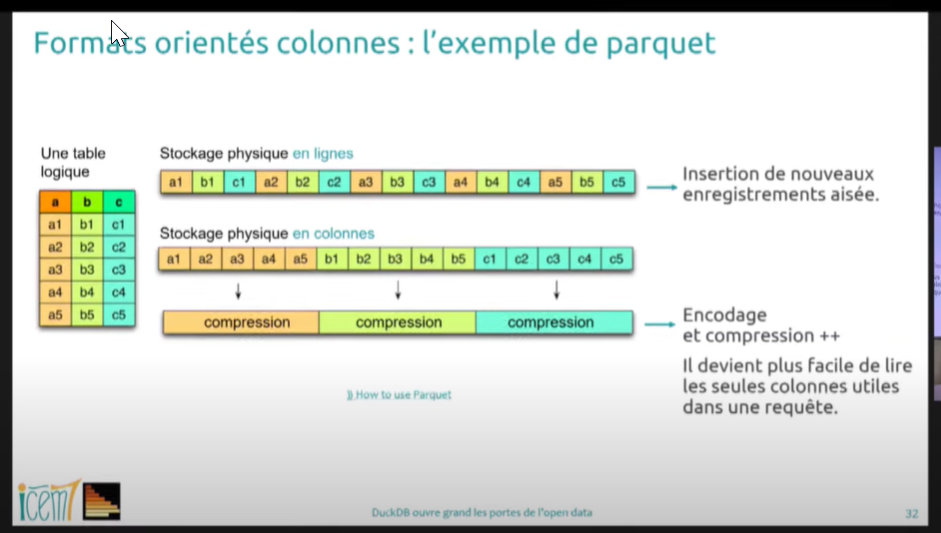 Formats orientés colonnes : l'exemple de parquet
Une table
logique
a b c
a1 b1 c1
a2 b2 c2
a3 b3 c3
a4 b4 c4
a5 b5 c5
Stockage physique en lignes
a1 b1 c1 a2 b2 c2 a3 b3 c3 a4 b4 c4 a5 b5 c5
Insertion de nouveaux
enregistrements aisée.
Stockage physique en colonnes
a1 a2 a3 a4 a5 b1 b2 b3 b4 b5 c1 c2 c3 c4 c5
compression compression compression
Encodage
et compression ++
Il devient plus facile de lire
les seules colonnes utiles
dans une requête.
》How to use Parquet
icem7
DuckDB ouvre grand les portes de l'open data
32